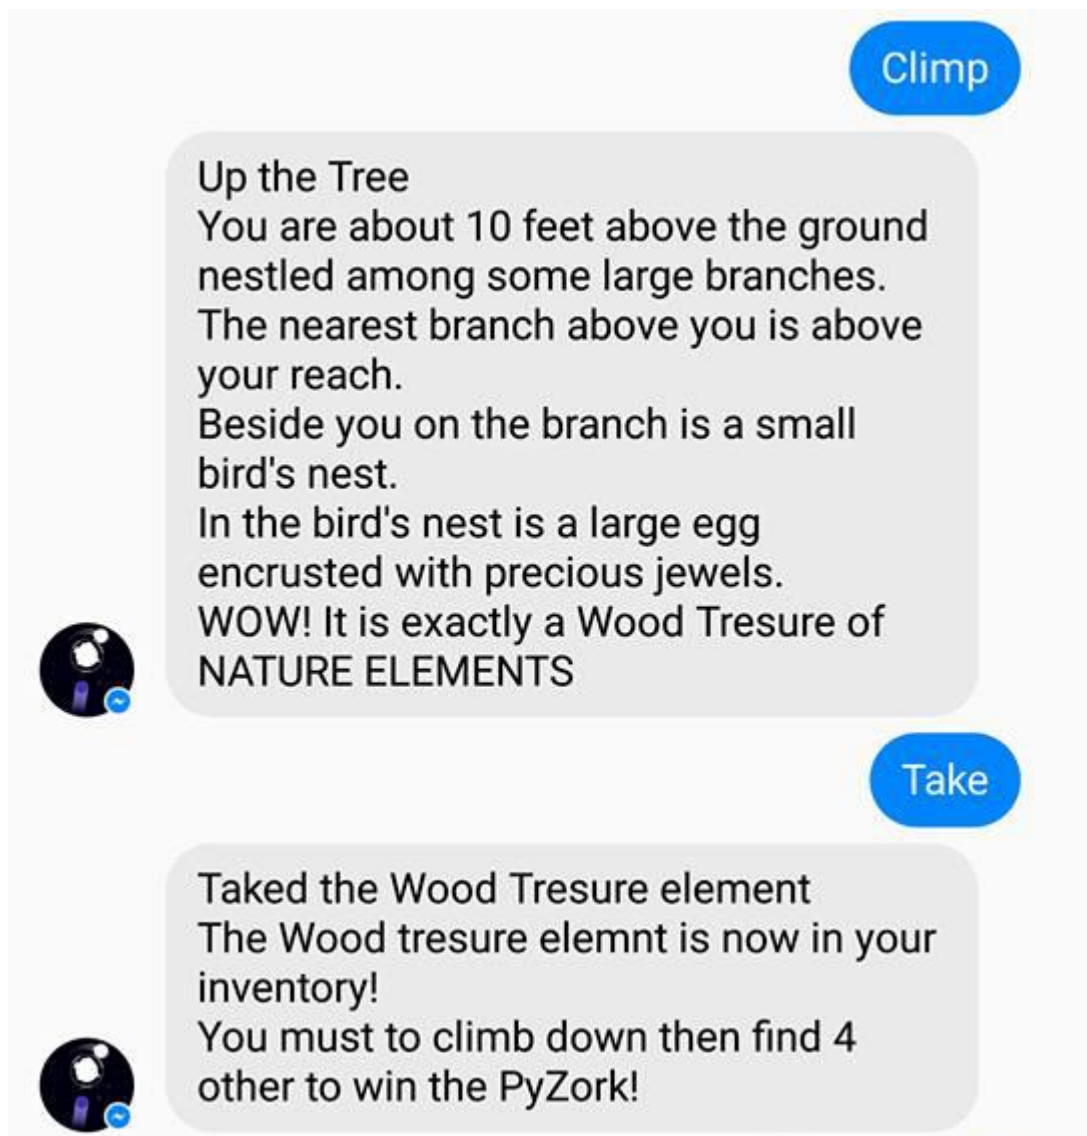 Climp
Up the Tree
You are about 10 feet above the ground
nestled among some large branches.
The nearest branch above you is above
your reach.
Beside you on the branch is a small
bird's nest.
In the bird's nest is a large egg
encrusted with precious jewels.
WOW! It is exactly a Wood Tresure of
NATURE ELEMENTS
Take
Taked the Wood Tresure element
The Wood tresure elemnt is now in your
inventory!
You must to climb down then find 4
other to win the PyZork!